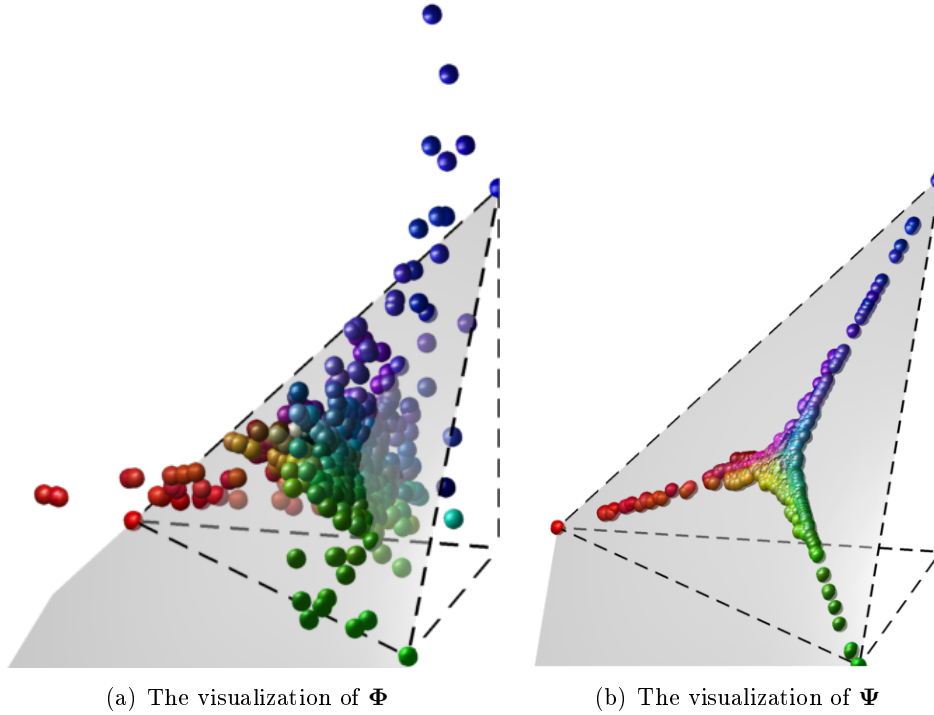 (a) The visualization of Φ
(b) The visualization of Ψ